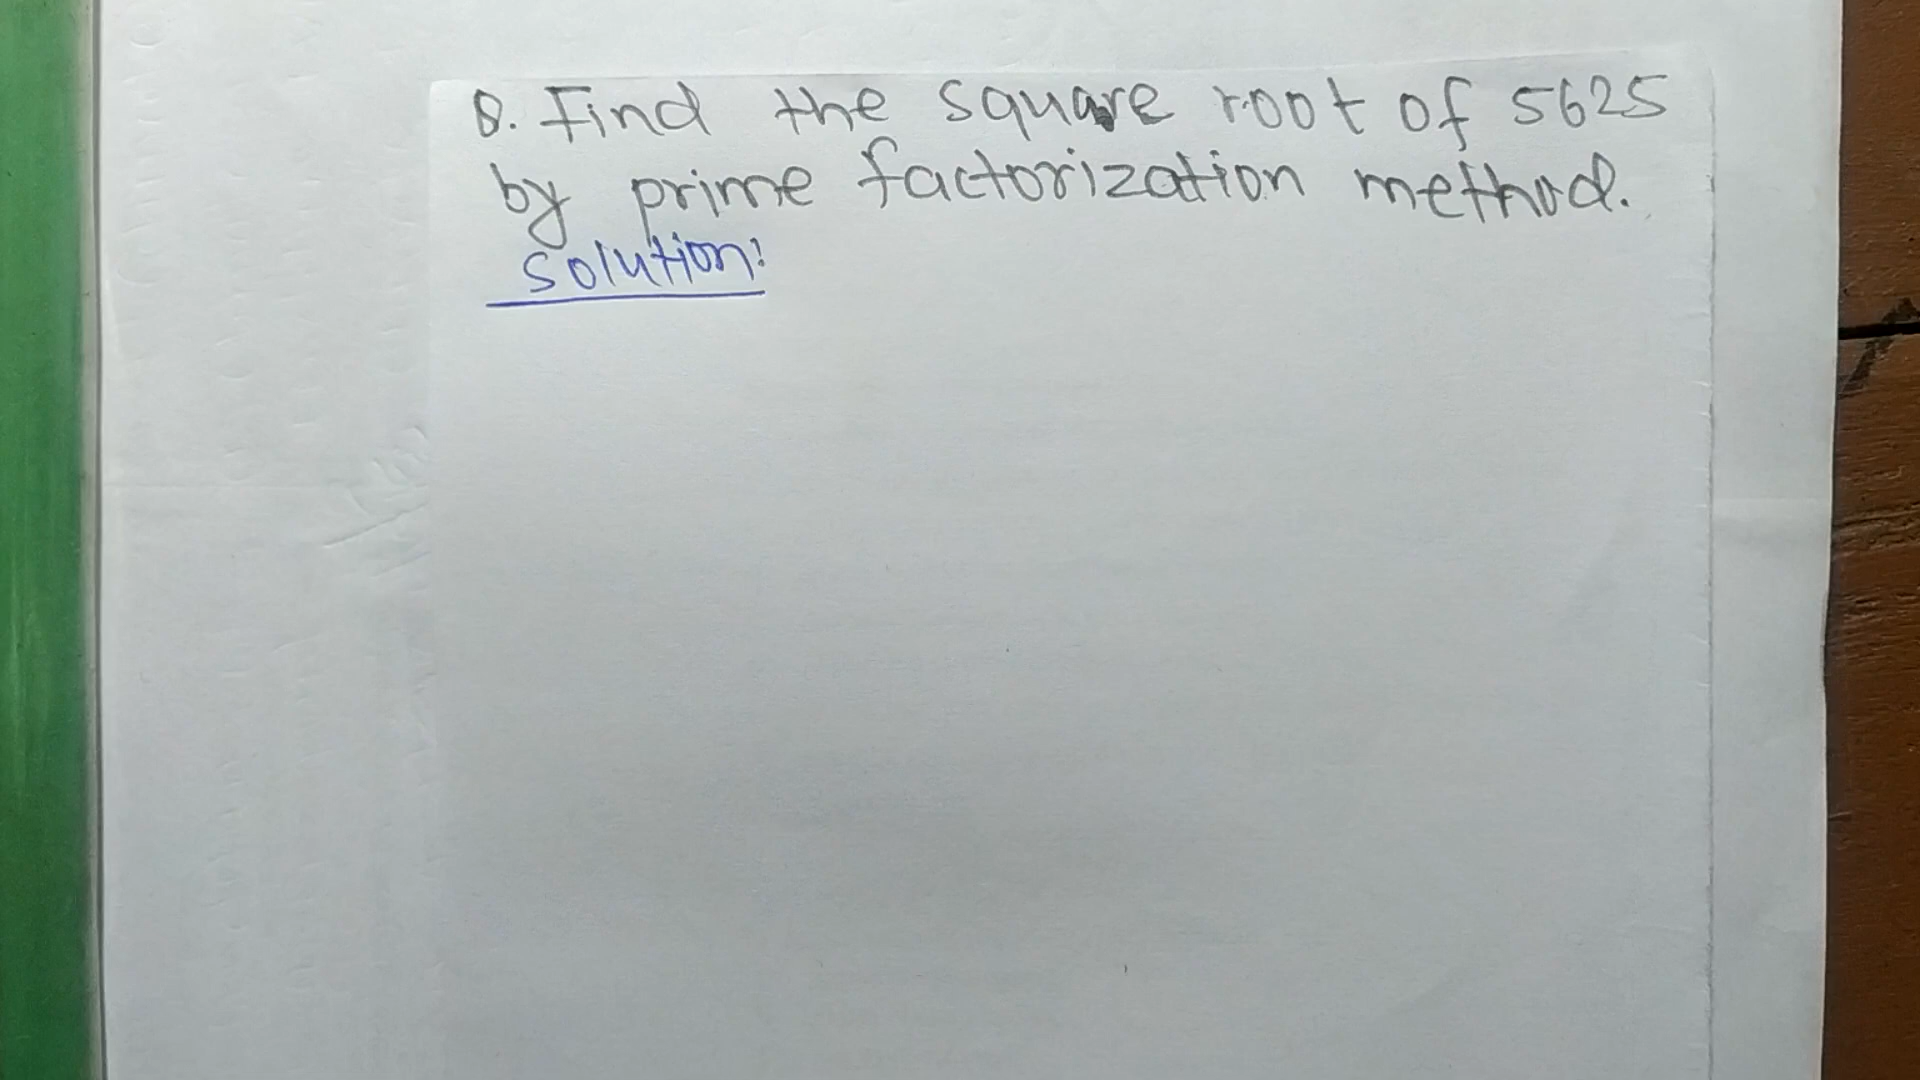 Q. Find the square root of 5625
by prime factorization method.
Solution: